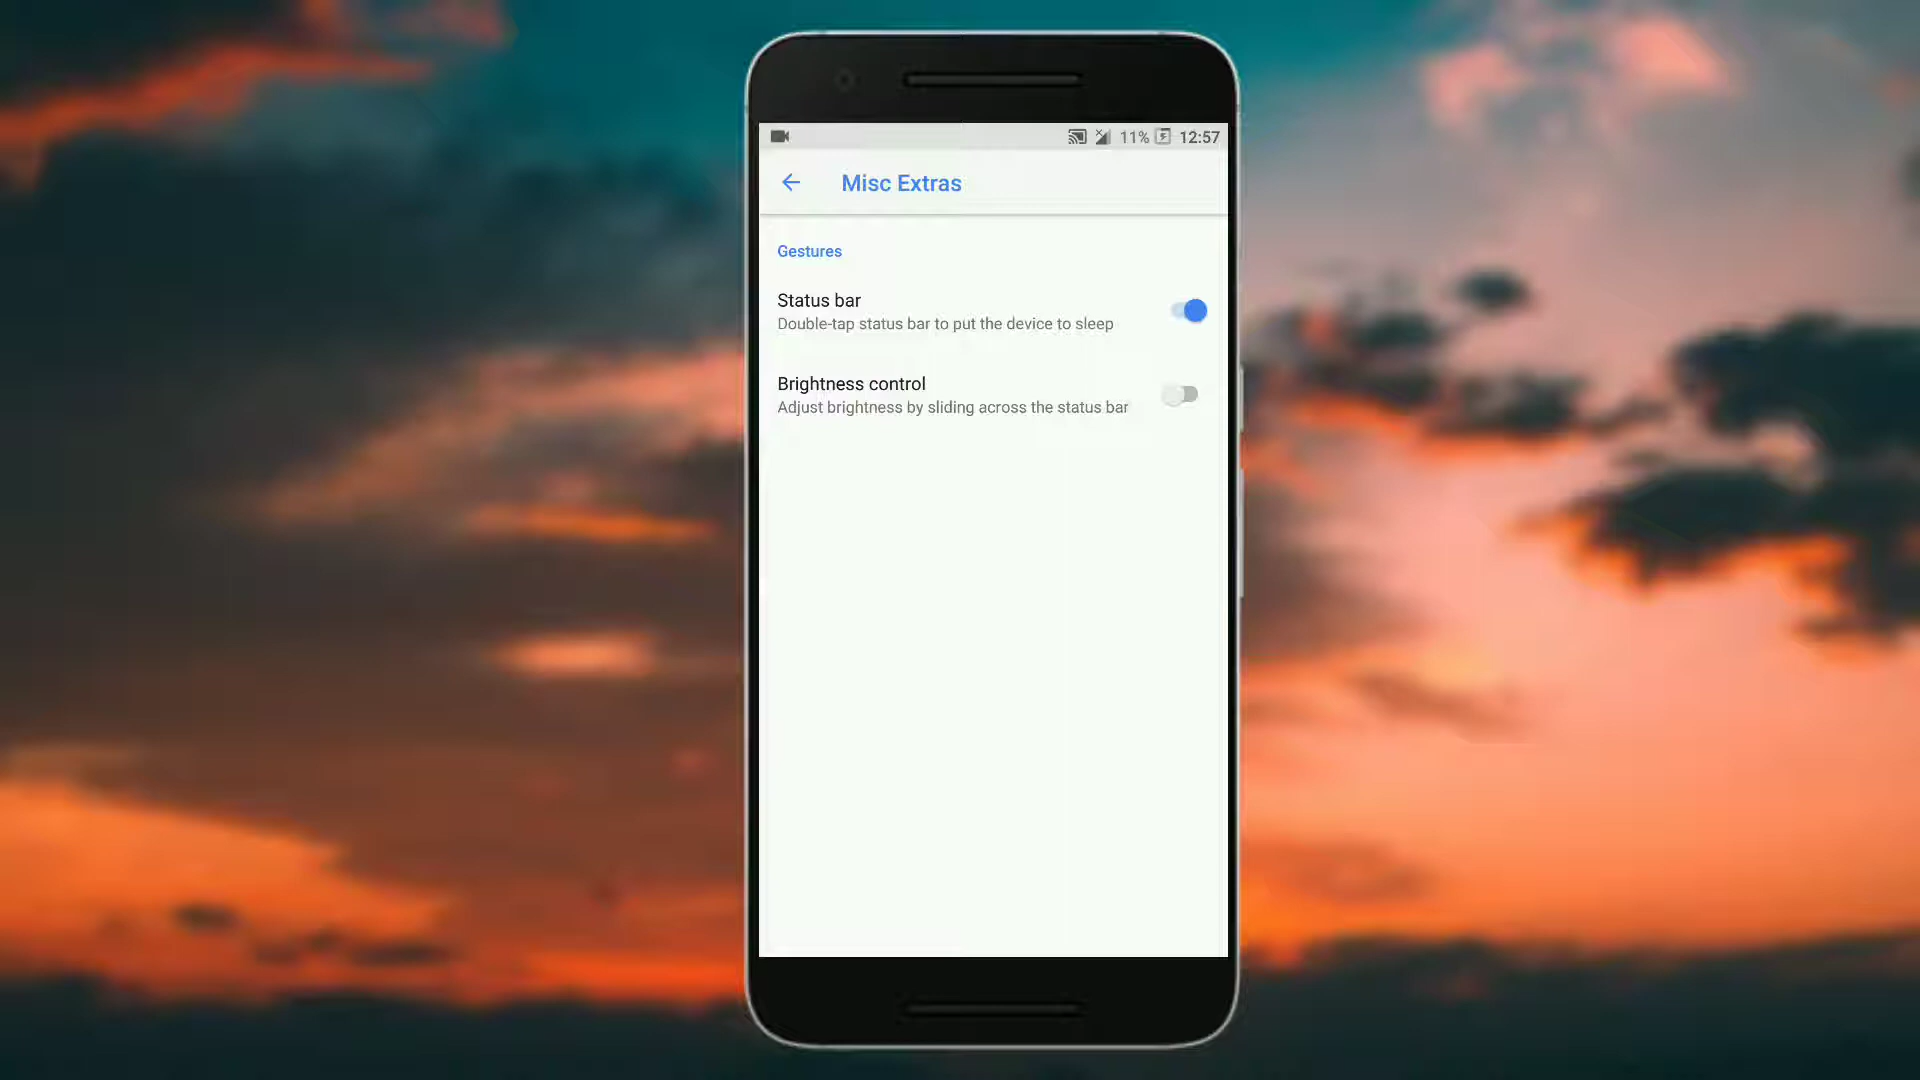 11% 12:57
Misc Extras
Gestures
Status bar
Double-tap status bar to put the device to sleep
Brightness control
Adjust brightness by sliding across the status bar